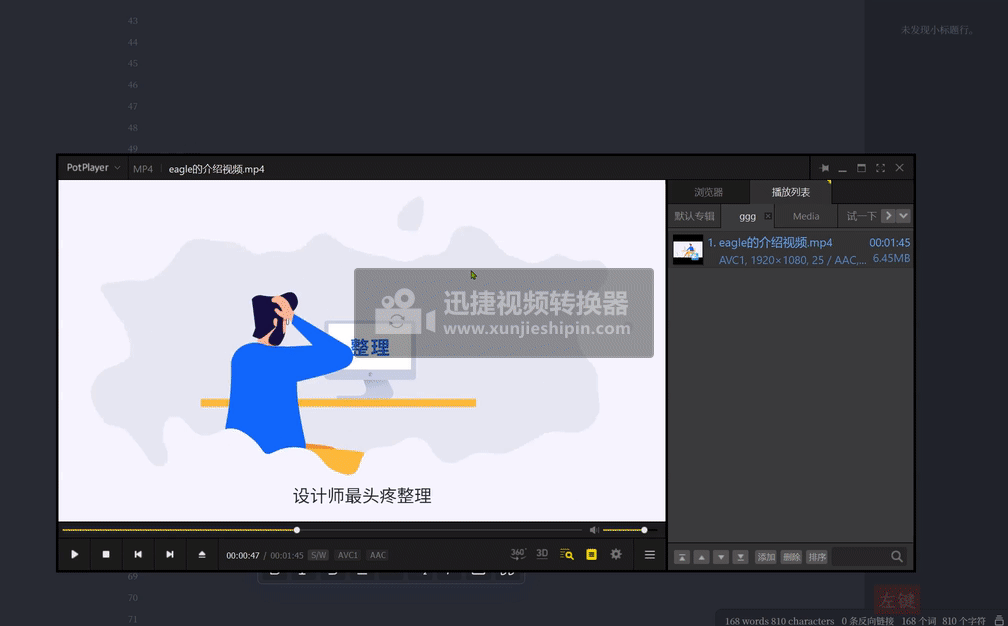 43
44
45
46
47
48
49
未发现小标题行。
PotPlayer MP4 eagle的介绍视频.mp4
浏览器 播放列表
默认专辑 ggg Media 试一下
1. eagle的介绍视频.mp4 00:01:45
AVC1, 1920×1080, 25 / AAC,... 6.45MB
迅捷视频转换器
www.xunjieshipin.com
整理
设计师最头疼整理
00:00:47 / 00:01:45 S/W AVC1 AAC 360° 3D
添加 删除 排序
69
70
71
左键
168 words 810 characters 0 条反向链接 168 个词 810 个字符